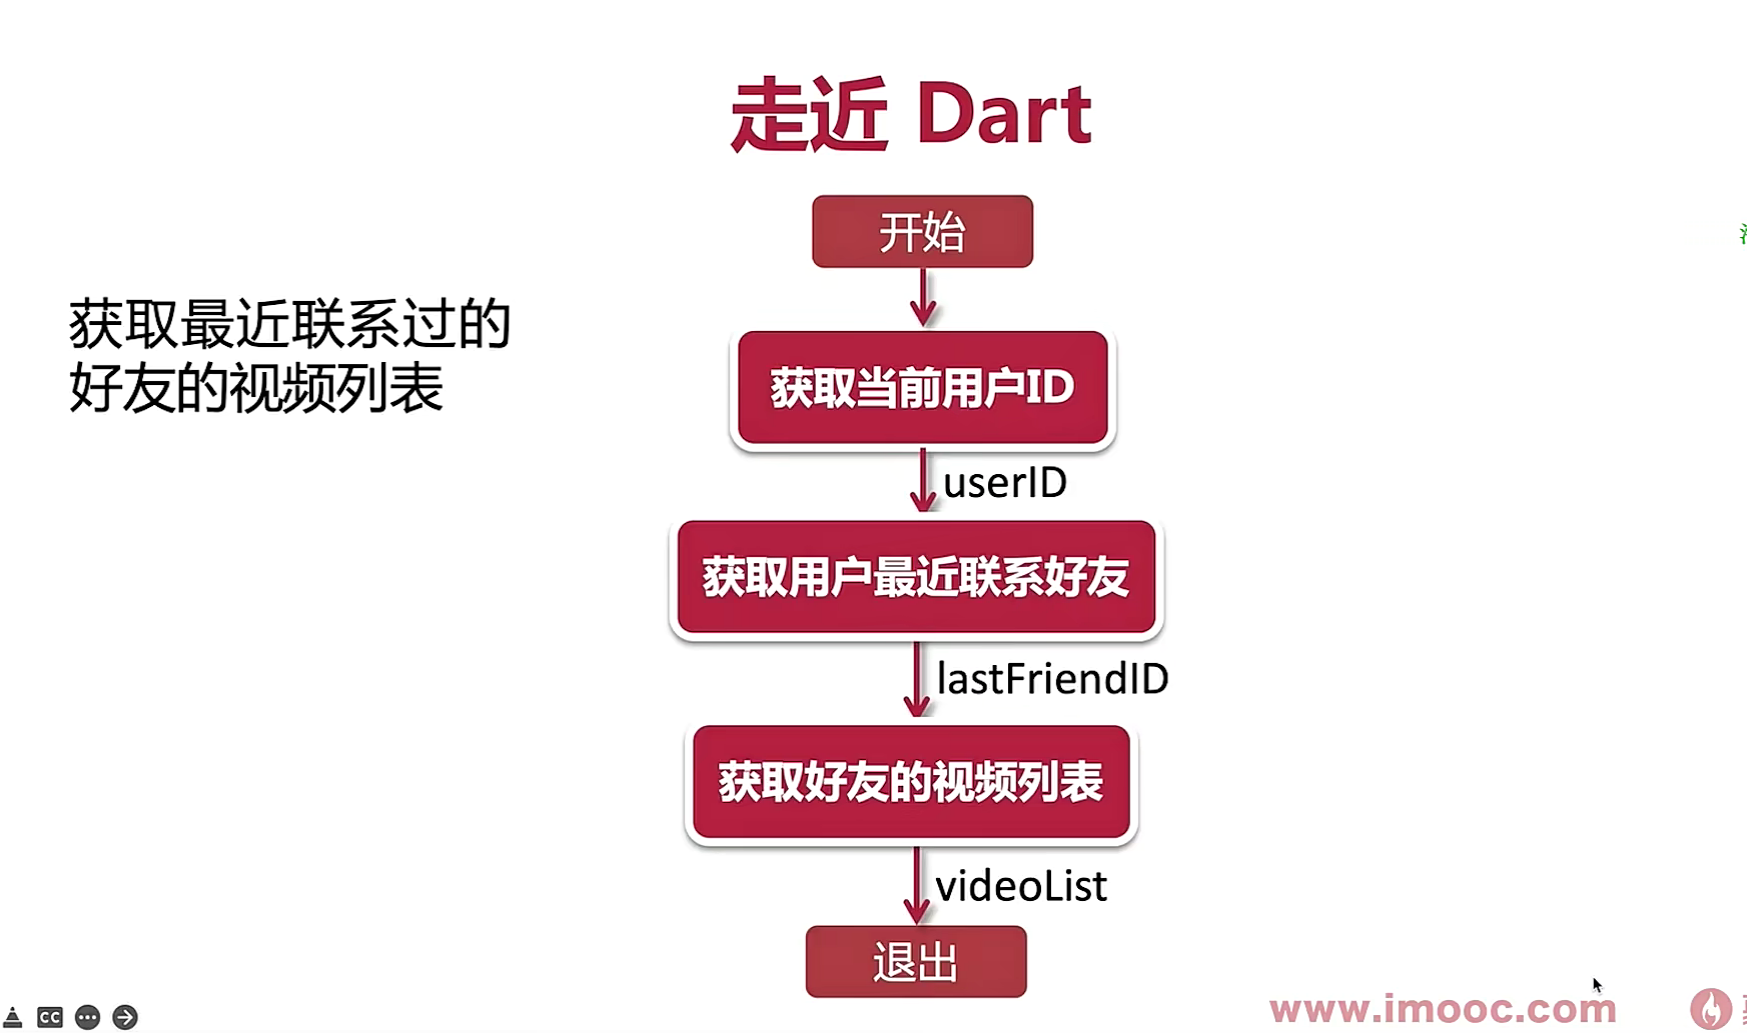 走近 Dart
开始
获取最近联系过的
好友的视频列表
获取当前用户ID
userID
获取用户最近联系好友
lastFriendID
获取好友的视频列表
videoList
退出
CC
www.imooc.com